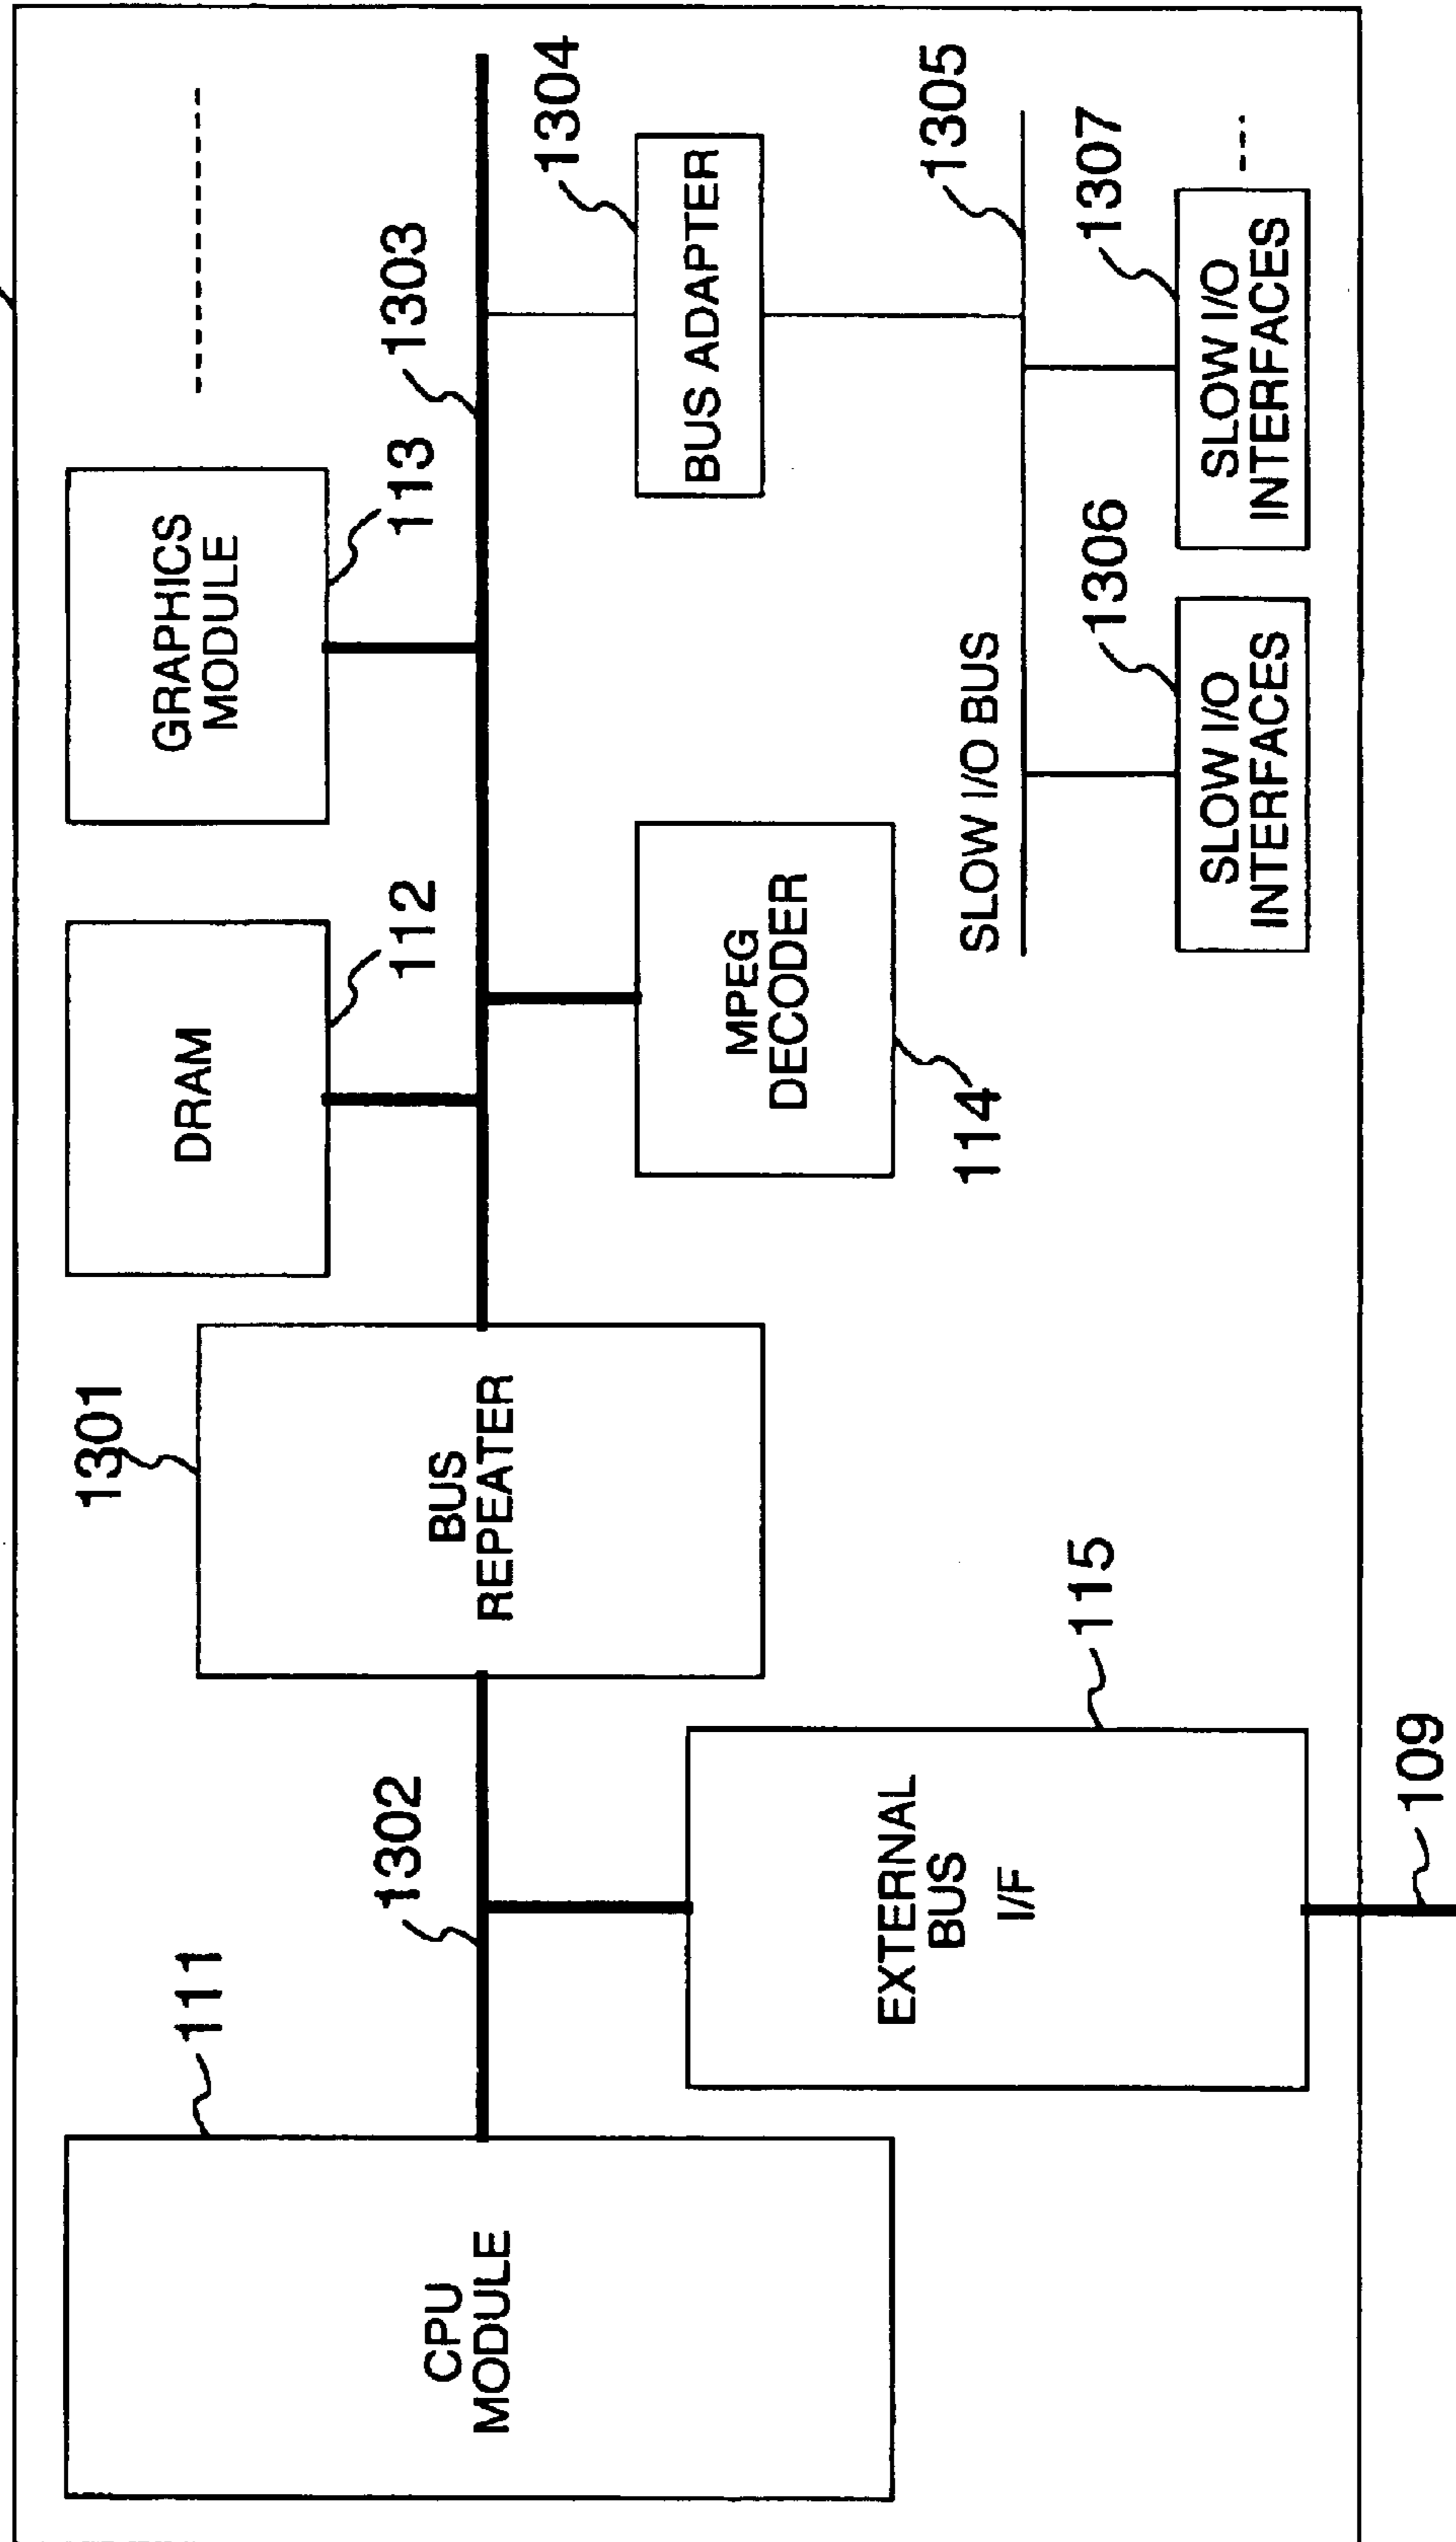 111
CPU
MODULE
1302
EXTERNAL
BUS
I/F
115
109
1301
BUS
REPEATER
DRAM
112
GRAPHICS
MODULE
113
1303
MPEG
DECODER
114
1304
BUS ADAPTER
SLOW I/O BUS
1305
1306
SLOW I/O
INTERFACES
1307
SLOW I/O
INTERFACES